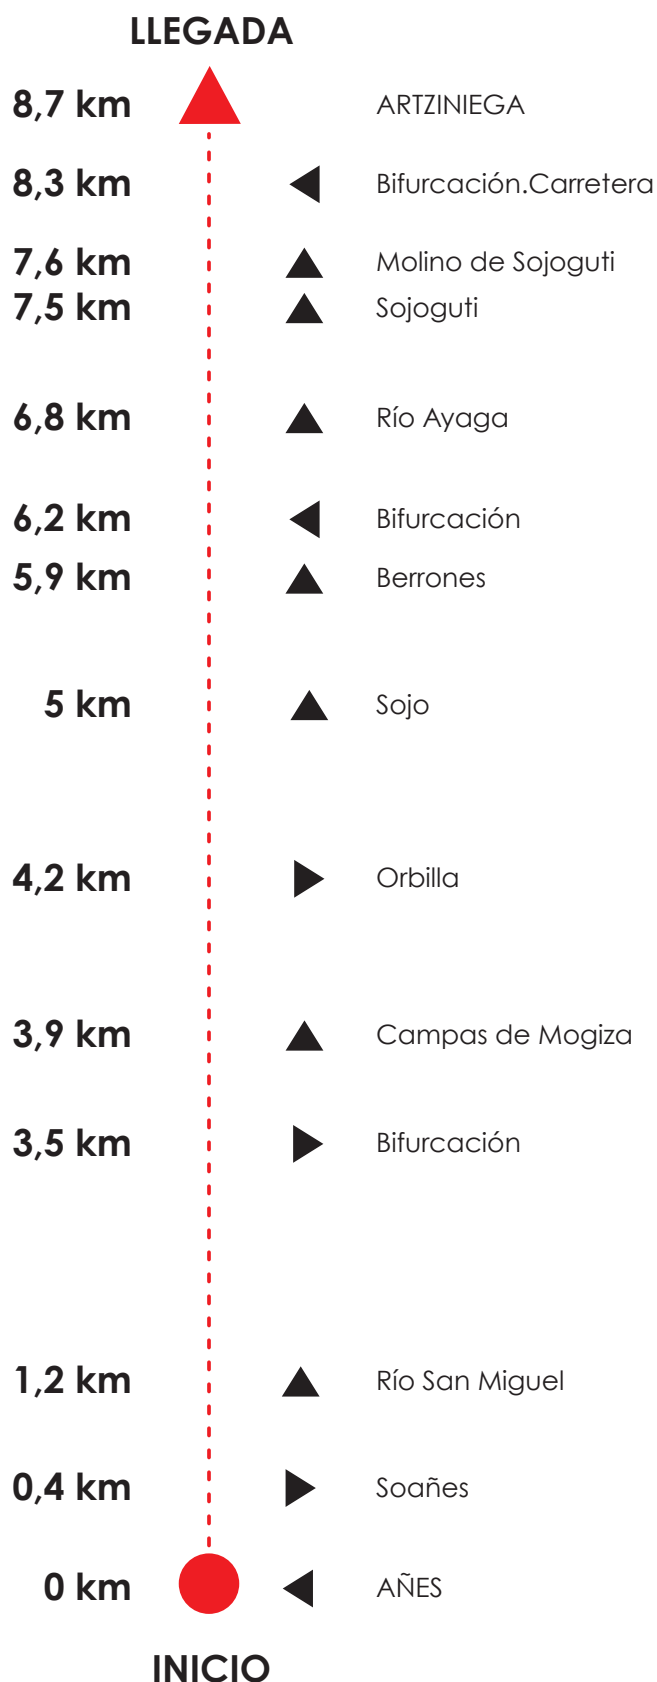 LLEGADA
8,7 km ARTZINIEGA
8,3 km Bifurcación.Carretera
7,6 km Molino de Sojoguti
7,5 km Sojoguti
6,8 km Río Ayaga
6,2 km Bifurcación
5,9 km Berrones
5 km Sojo
4,2 km Orbilla
3,9 km Campas de Mogiza
3,5 km Bifurcación
1,2 km Río San Miguel
0,4 km Soañes
0 km AÑES
INICIO